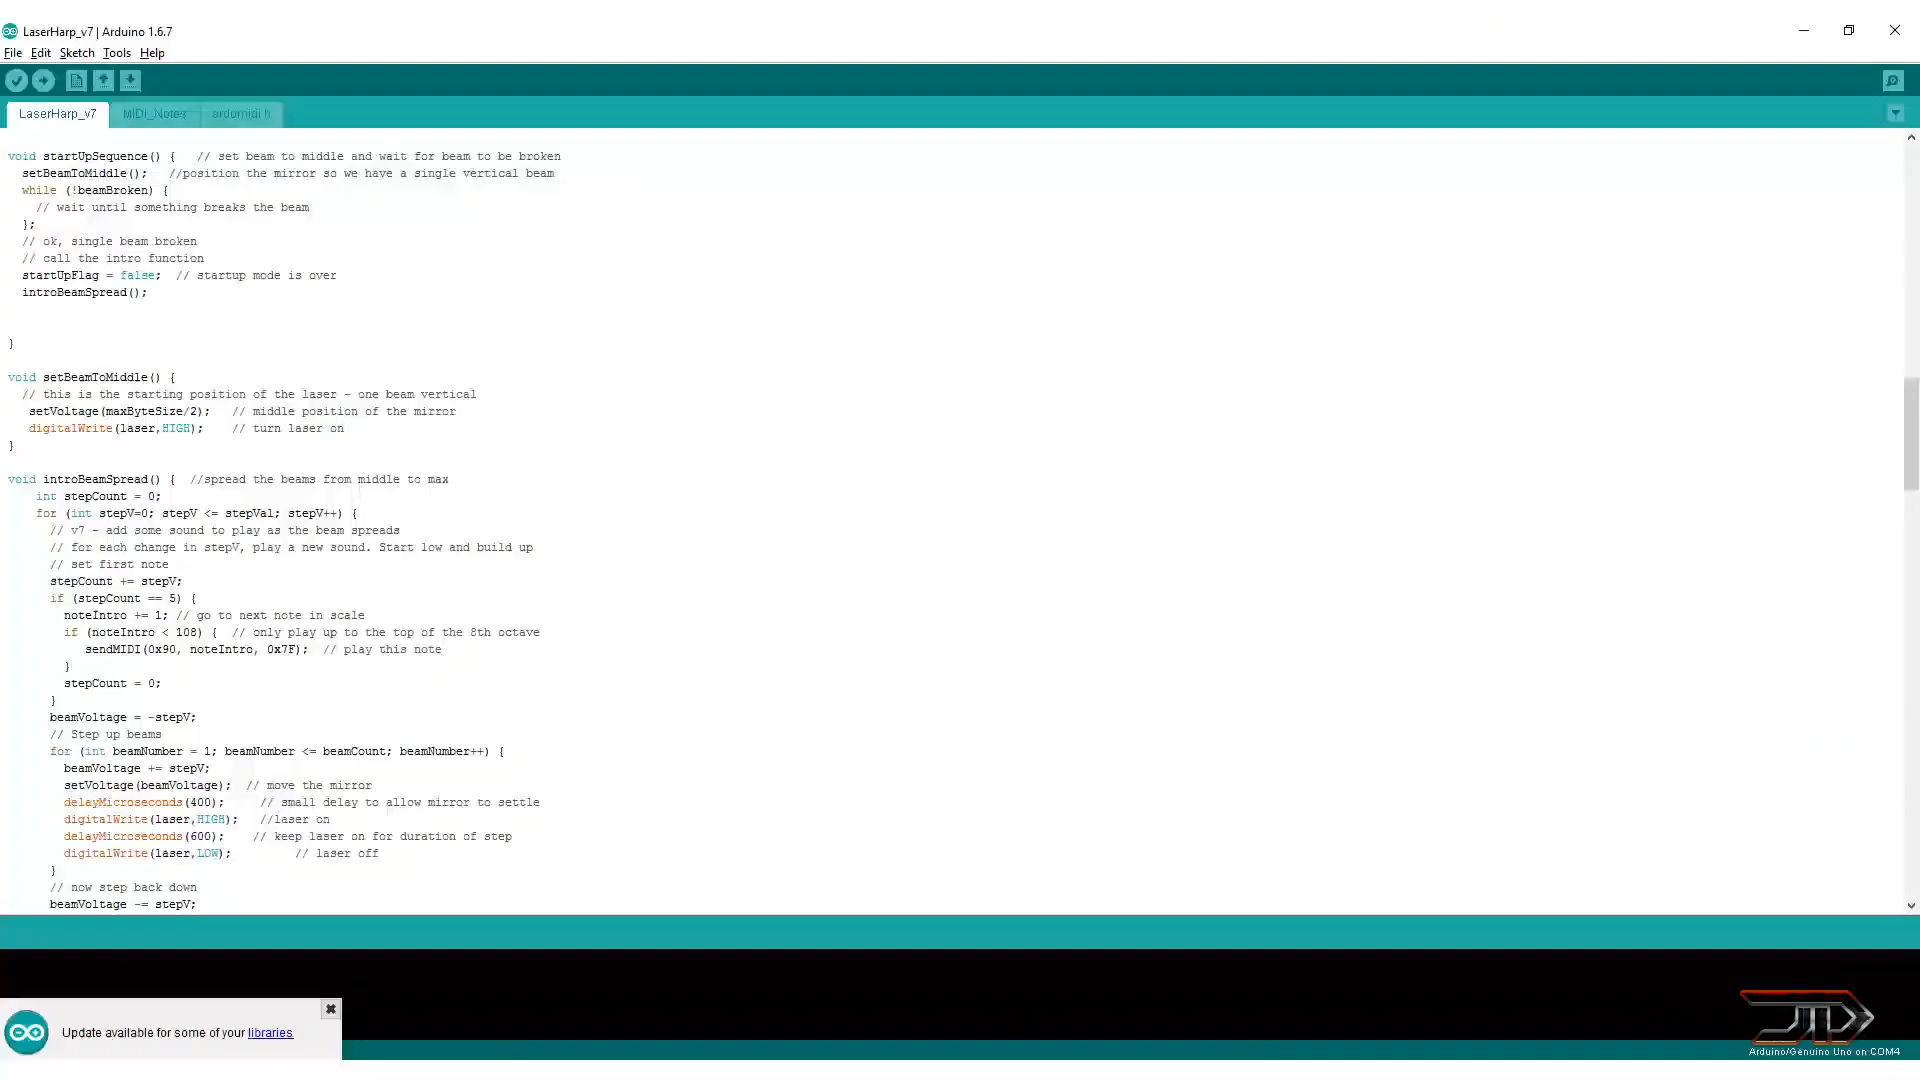 LaserHarp_v7 | Arduino 1.6.7
File Edit Sketch Tools Help
LaserHarp_v7 MIDI_Notes ardumidi.h
void startUpSequence() {   // set beam to middle and wait for beam to be broken
  setBeamToMiddle();   //position the mirror so we have a single vertical beam
  while (!beamBroken) {
    // wait until something breaks the beam
  };
  // ok, single beam broken
  // call the intro function
  startUpFlag = false;  // startup mode is over
  introBeamSpread();
}
void setBeamToMiddle() {
  // this is the starting position of the laser - one beam vertical
   setVoltage(maxByteSize/2);   // middle position of the mirror
   digitalWrite(laser,HIGH);    // turn laser on
}
void introBeamSpread() {  //spread the beams from middle to max
    int stepCount = 0;
    for (int stepV=0; stepV <= stepVal; stepV++) {
      // v7 - add some sound to play as the beam spreads
      // for each change in stepV, play a new sound. Start low and build up
      // set first note
      stepCount += stepV;
      if (stepCount == 5) {
        noteIntro += 1; // go to next note in scale
        if (noteIntro < 108) {  // only play up to the top of the 8th octave
           sendMIDI(0x90, noteIntro, 0x7F);  // play this note
        }
        stepCount = 0;
      }
      beamVoltage = -stepV;
      // Step up beams
      for (int beamNumber = 1; beamNumber <= beamCount; beamNumber++) {
        beamVoltage += stepV;
        setVoltage(beamVoltage);  // move the mirror
        delayMicroseconds(400);     // small delay to allow mirror to settle
        digitalWrite(laser,HIGH);   //laser on
        delayMicroseconds(600);    // keep laser on for duration of step
        digitalWrite(laser,LOW);         // laser off
      }
      // now step back down
      beamVoltage -= stepV;
Update available for some of your libraries
JTD
Arduino/Genuino Uno on COM4